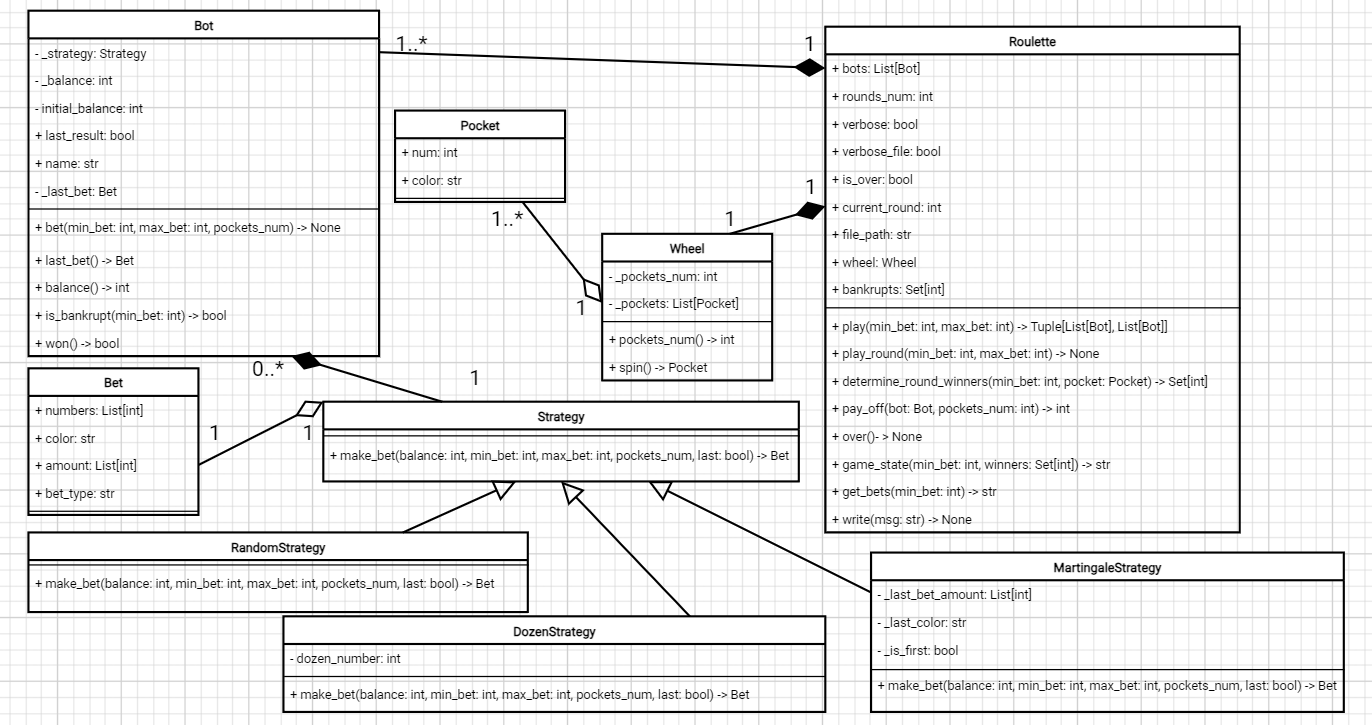 Bot
- _strategy: Strategy
- _balance: int
- initial_balance: int
+ last_result: bool
+ name: str
- _last_bet: Bet
+ bet(min_bet: int, max_bet: int, pockets_num) -> None
+ last_bet() -> Bet
+ balance() -> int
+ is_bankrupt(min_bet: int) -> bool
+ won() -> bool
1..*
1
Roulette
+ bots: List[Bot]
+ rounds_num: int
+ verbose: bool
+ verbose_file: bool
+ is_over: bool
+ current_round: int
+ file_path: str
+ wheel: Wheel
+ bankrupts: Set[int]
+ play(min_bet: int, max_bet: int) -> Tuple[List[Bot], List[Bot]]
+ play_round(min_bet: int, max_bet: int) -> None
+ determine_round_winners(min_bet: int, pocket: Pocket) -> Set[int]
+ pay_off(bot: Bot, pockets_num: int) -> int
+ over()- > None
+ game_state(min_bet: int, winners: Set[int]) -> str
+ get_bets(min_bet: int) -> str
+ write(msg: str) -> None
Pocket
+ num: int
+ color: str
1..*
1
1
1
Wheel
- _pockets_num: int
- _pockets: List[Pocket]
+ pockets_num() -> int
+ spin() -> Pocket
0..*
1
Bet
+ numbers: List[int]
+ color: str
+ amount: List[int]
+ bet_type: str
1
1
Strategy
+ make_bet(balance: int, min_bet: int, max_bet: int, pockets_num, last: bool) -> Bet
RandomStrategy
+ make_bet(balance: int, min_bet: int, max_bet: int, pockets_num, last: bool) -> Bet
DozenStrategy
- dozen_number: int
+ make_bet(balance: int, min_bet: int, max_bet: int, pockets_num, last: bool) -> Bet
MartingaleStrategy
- _last_bet_amount: List[int]
- _last_color: str
- _is_first: bool
+ make_bet(balance: int, min_bet: int, max_bet: int, pockets_num, last: bool) -> Bet